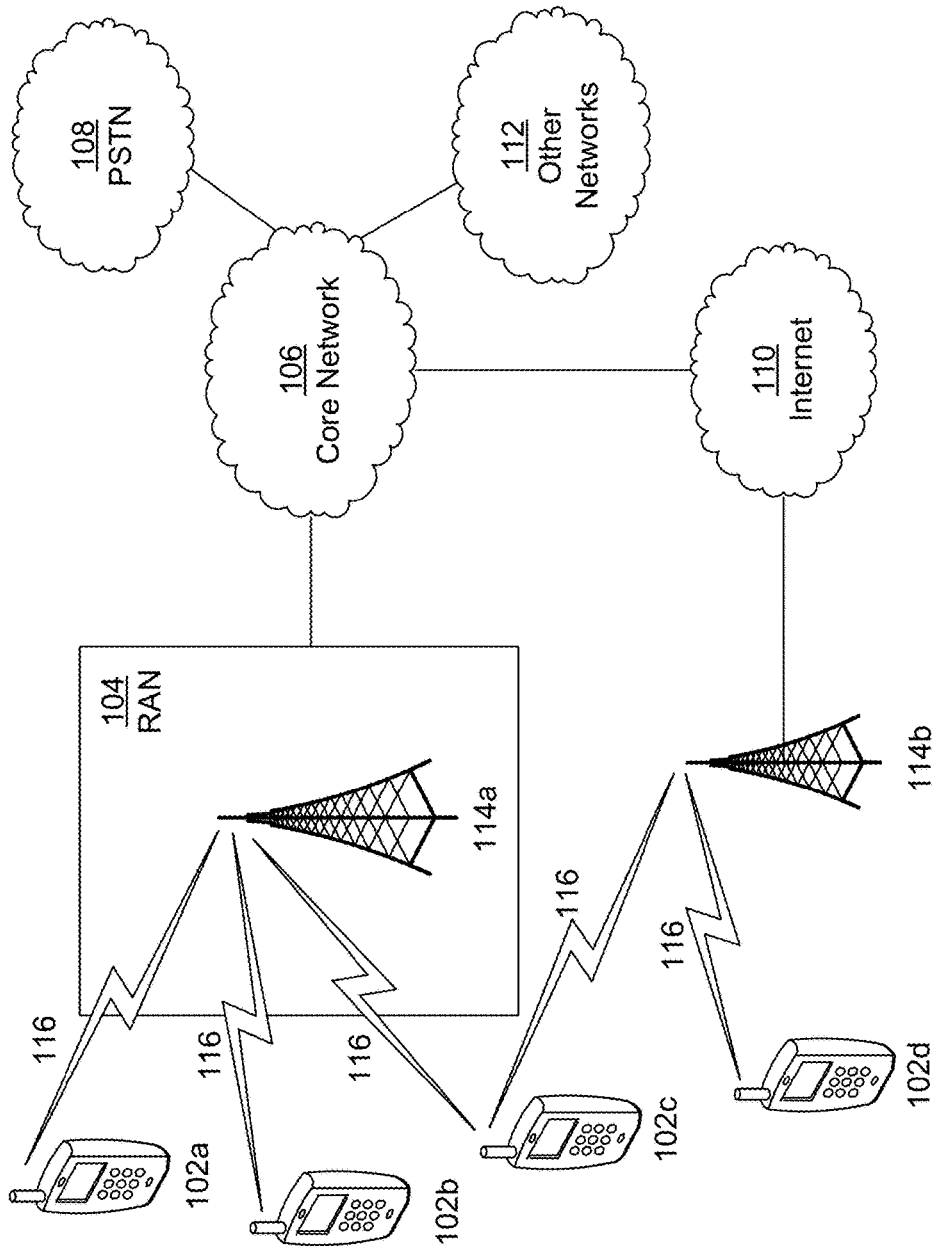 108
PSTN
106
Core Network
112
Other
Networks
104
RAN
110
Internet
114a
114b
116
116
116
116
116
102a
102b
102c
102d